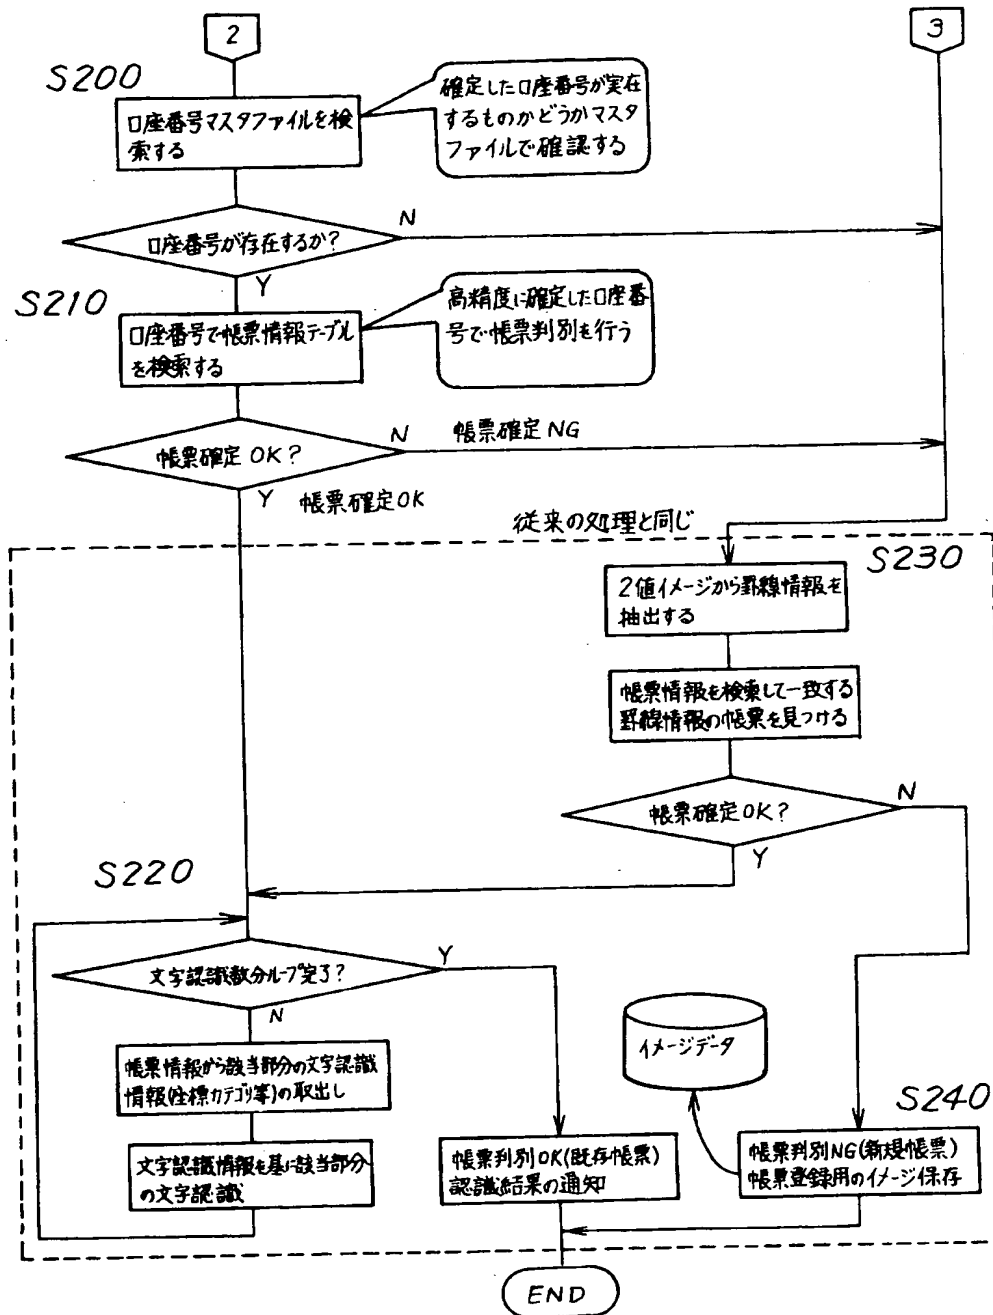 2
3
S200
口座番号マスタファイルを検
索する
確定した口座番号が実在
するものかどうかマスタ
ファイルで確認する
口座番号が存在するか?
N
Y
S210
口座番号で帳票情報テーブル
を検索する
高精度に確定した口座番
号で帳票判別を行う
帳票確定OK?
N
帳票確定NG
Y
帳票確定OK
従来の処理と同じ
S230
2値イメージから罫線情報を
抽出する
帳票情報を検索して一致する
罫線情報の帳票を見つける
帳票確定OK?
N
Y
S220
文字認識数分ループ完了?
Y
N
帳票情報から該当部分の文字認識
情報(座標カテゴリ等)の取出し
文字認識情報を基に該当部分
の文字認識
イメージデータ
S240
帳票判別OK(既存帳票)
認識結果の通知
帳票判別NG(新規帳票)
帳票登録用のイメージ保存
END